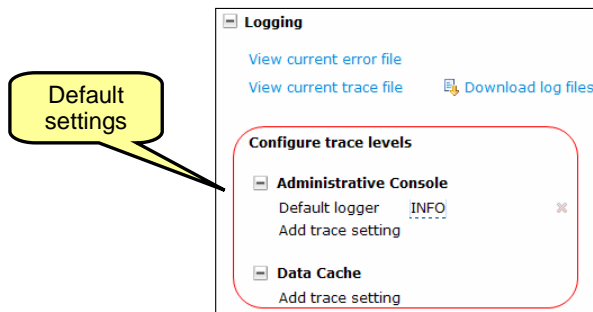 Default
settings
Logging
View current error file
View current trace file Download log files
Configure trace levels
Administrative Console
Default logger INFO
Add trace setting
Data Cache
Add trace setting